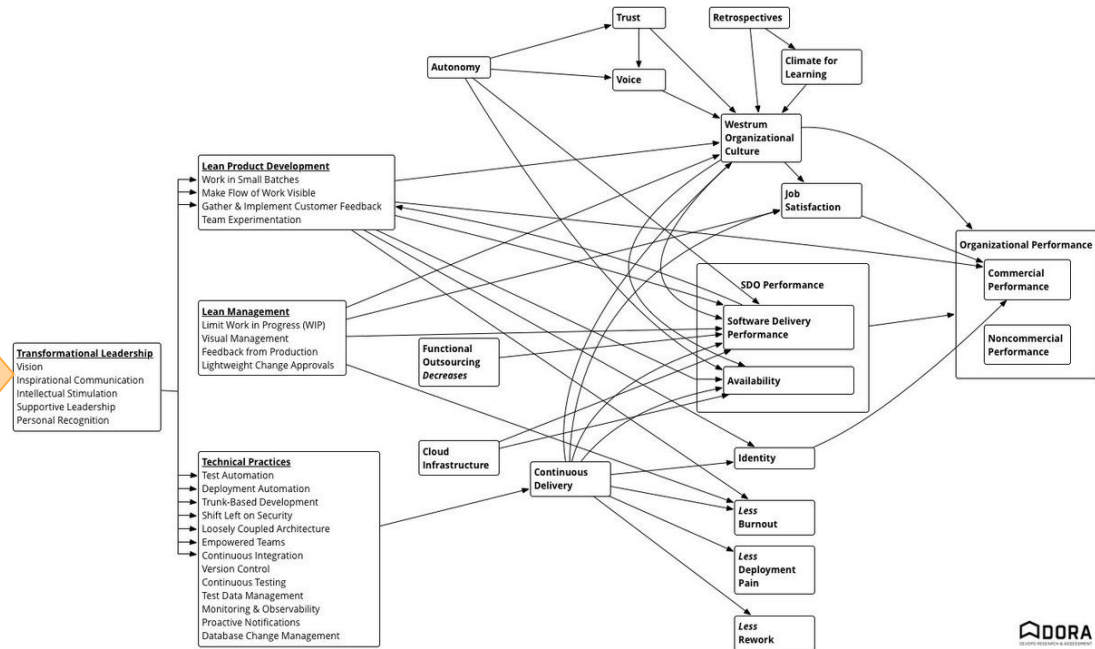 Trust
Retrospectives
Autonomy
Voice
Climate for
Learning
Westrum
Organizational
Culture
Lean Product Development
Work in Small Batches
Make Flow of Work Visible
Gather & Implement Customer Feedback
Team Experimentation
Job
Satisfaction
Organizational Performance
Commercial
Performance
Noncommercial
Performance
SDO Performance
Software Delivery
Performance
Availability
Lean Management
Limit Work in Progress (WIP)
Visual Management
Feedback from Production
Lightweight Change Approvals
Functional
Outsourcing
Decreases
Transformational Leadership
Vision
Inspirational Communication
Intellectual Stimulation
Supportive Leadership
Personal Recognition
Cloud
Infrastructure
Technical Practices
Test Automation
Deployment Automation
Trunk-Based Development
Shift Left on Security
Loosely Coupled Architecture
Empowered Teams
Continuous Integration
Version Control
Continuous Testing
Test Data Management
Monitoring & Observability
Proactive Notifications
Database Change Management
Continuous
Delivery
Identity
Less
Burnout
Less
Deployment
Pain
Less
Rework
DORA
DEVOPS RESEARCH & ASSESSMENT